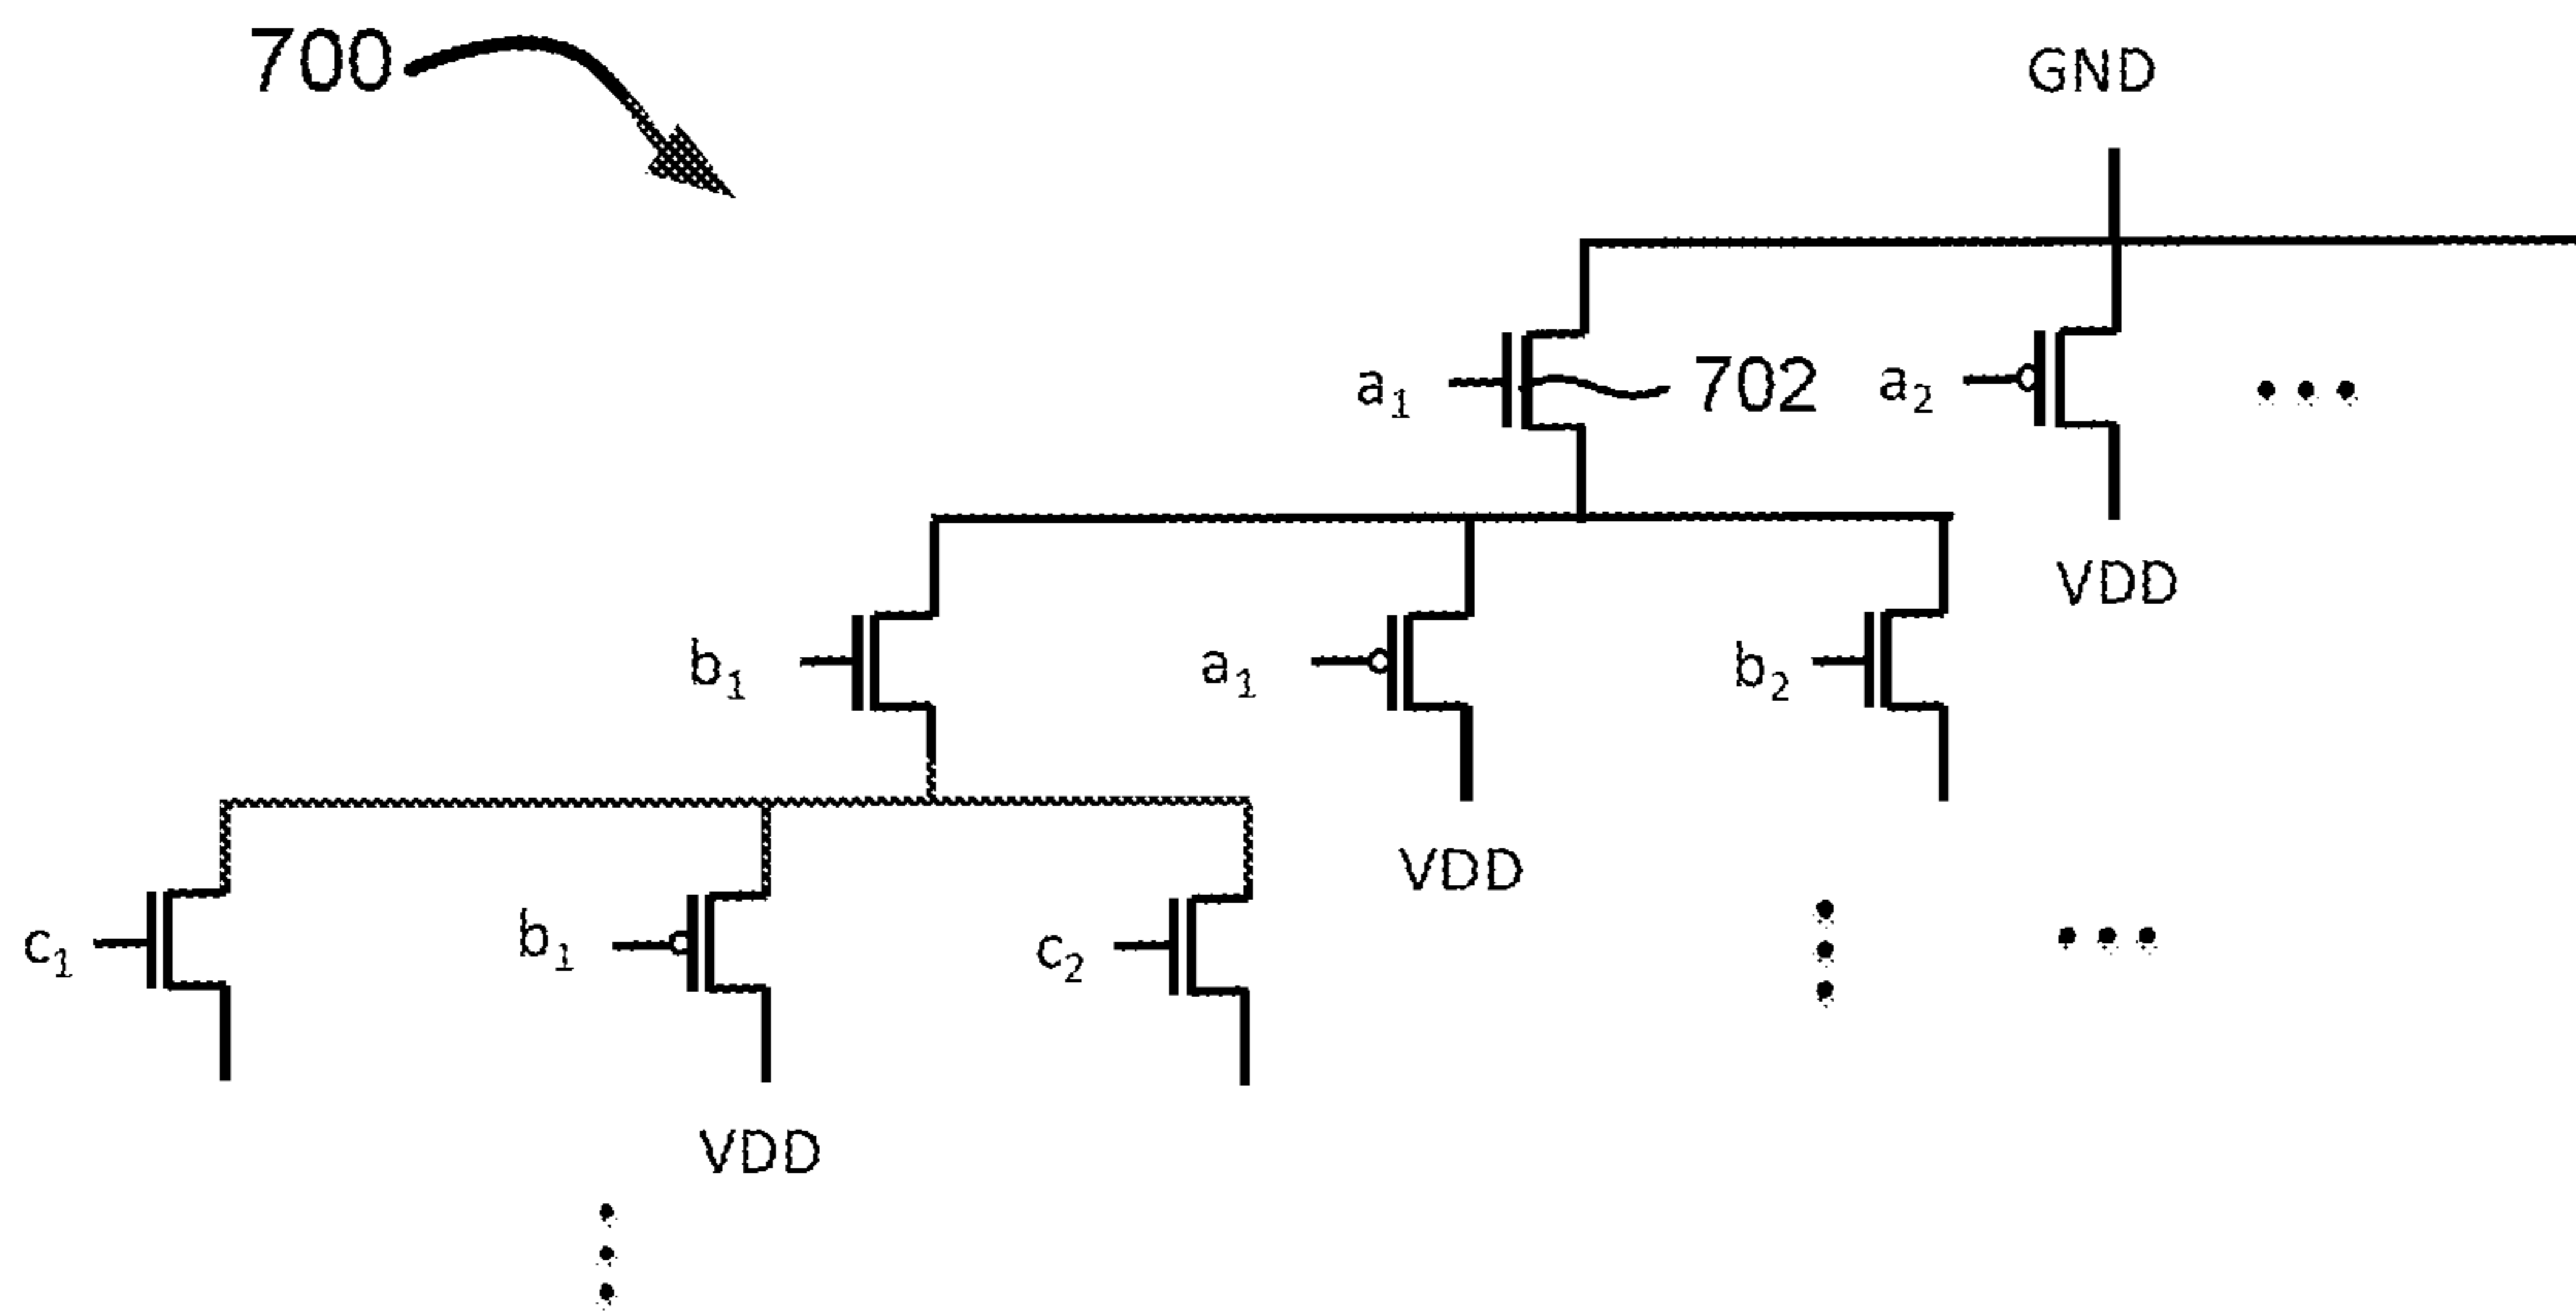 700
GND
a₁
702
a₂
VDD
b₁
a₁
b₂
VDD
c₁
b₁
c₂
VDD